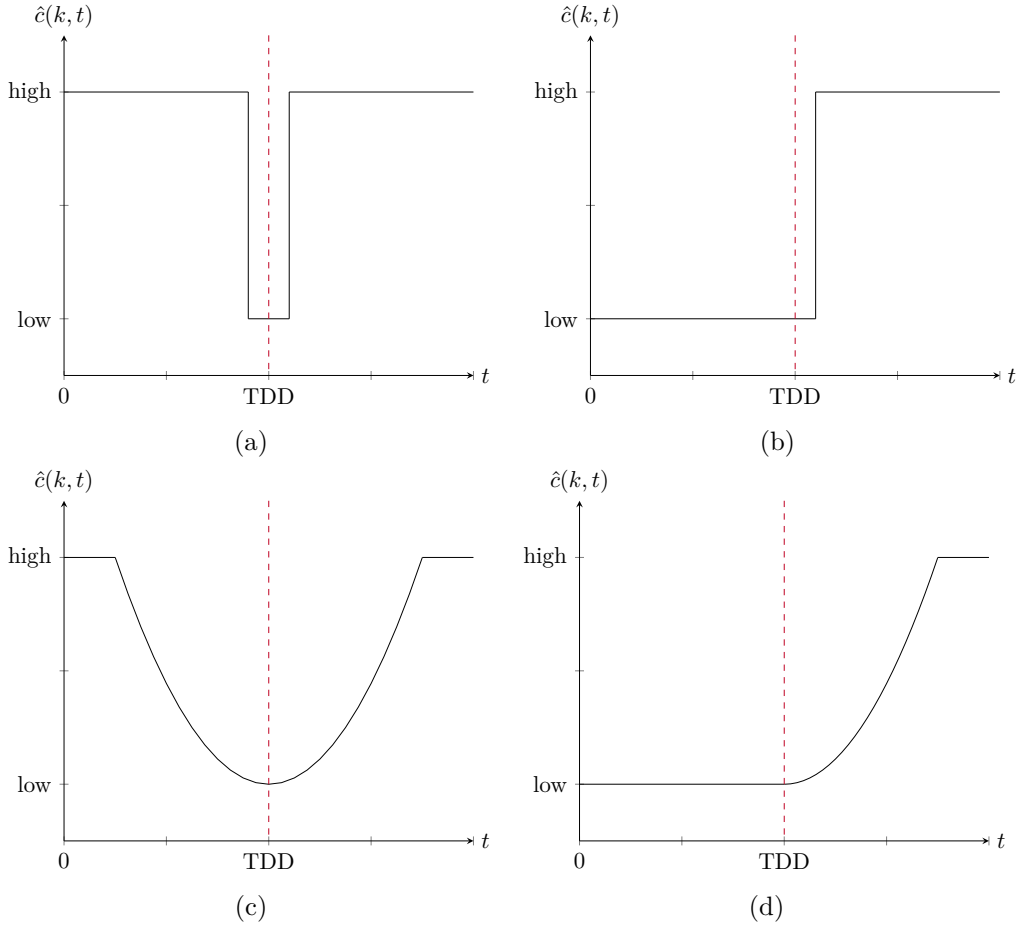 ĉ(k, t)
high
low
0
TDD
t
(a)
ĉ(k, t)
high
low
0
TDD
t
(b)
ĉ(k, t)
high
low
0
TDD
t
(c)
ĉ(k, t)
high
low
0
TDD
t
(d)